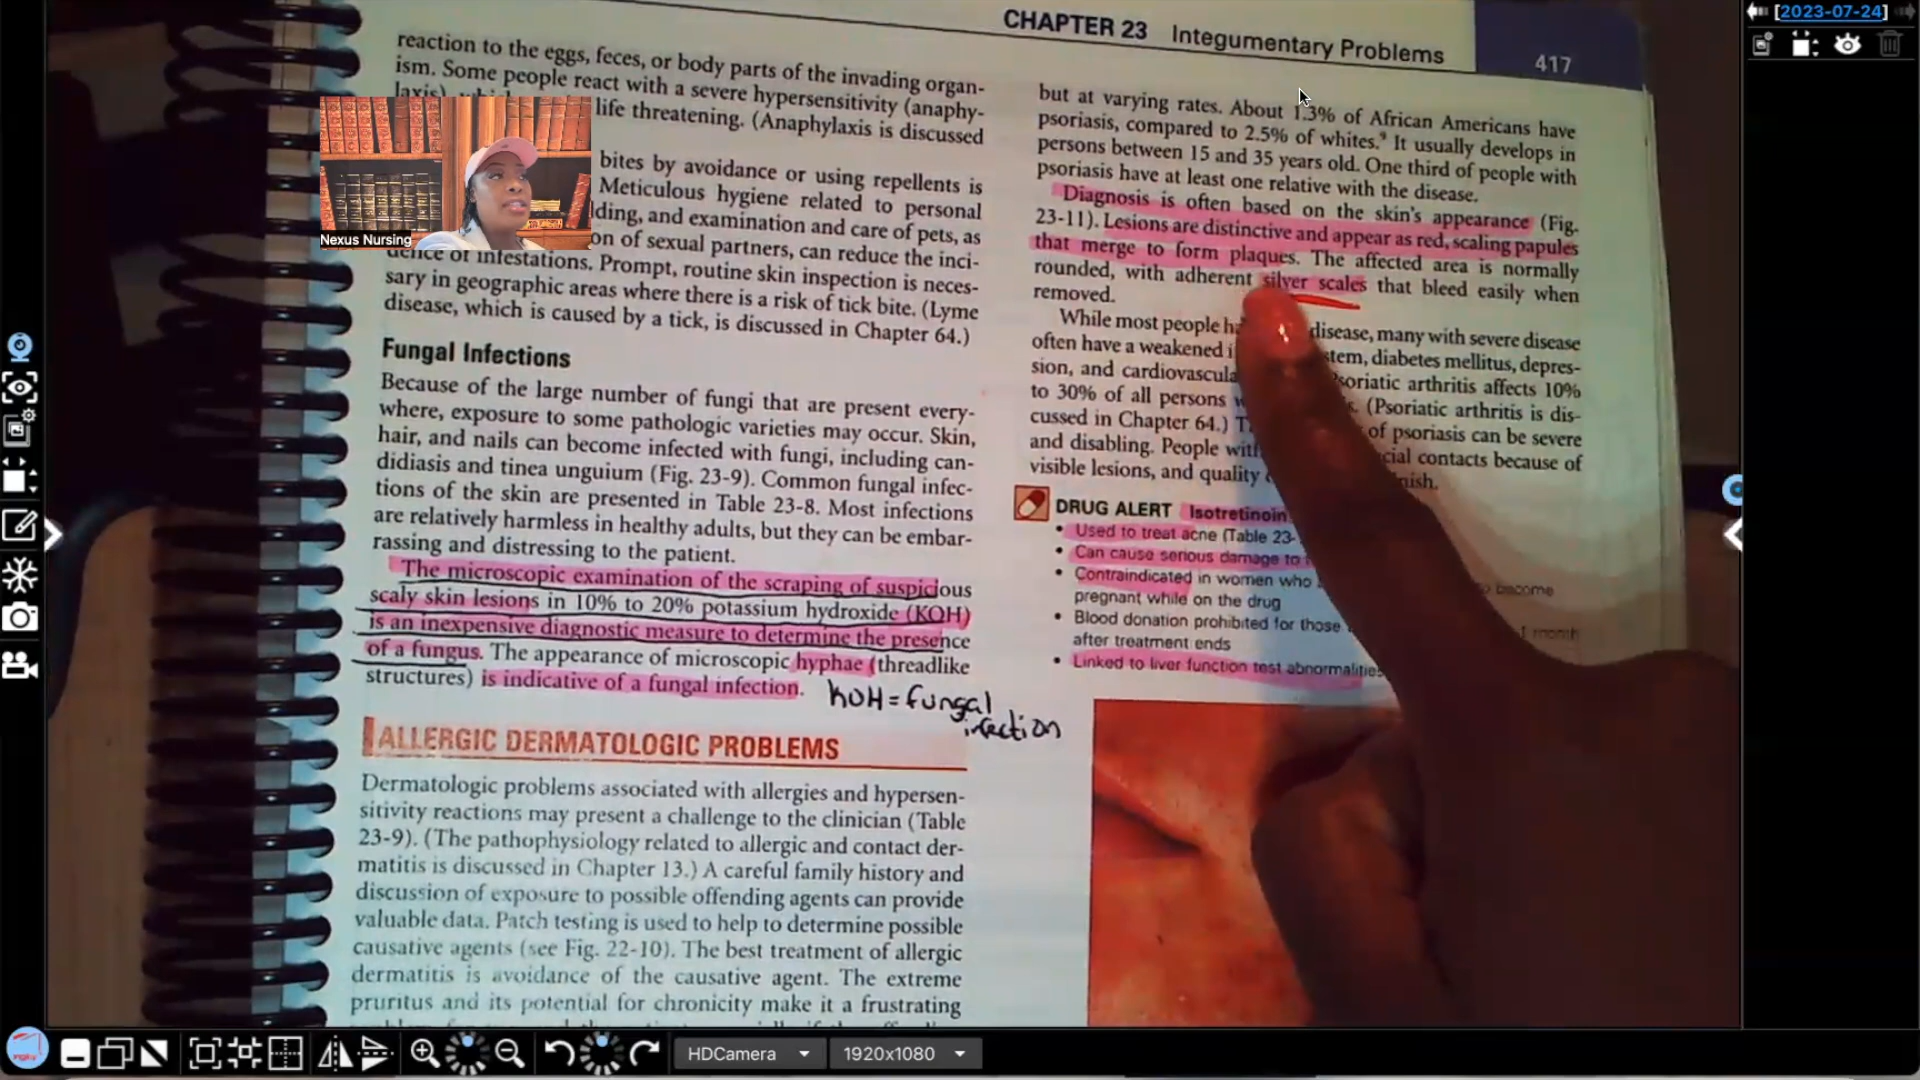 CHAPTER 23 Integumentary Problems
417
[2023-07-24]
reaction to the eggs, feces, or body parts of the invading organ-
ism. Some people react with a severe hypersensitivity (anaphy-
life threatening. (Anaphylaxis is discussed
bites by avoidance or using repellents is
Meticulous hygiene related to personal
ding, and examination and care of pets, as
on of sexual partners, can reduce the inci-
dence of infestations. Prompt, routine skin inspection is neces-
sary in geographic areas where there is a risk of tick bite. (Lyme
disease, which is caused by a tick, is discussed in Chapter 64.)
Nexus Nursing
Fungal Infections
Because of the large number of fungi that are present every-
where, exposure to some pathologic varieties may occur. Skin,
hair, and nails can become infected with fungi, including can-
didiasis and tinea unguium (Fig. 23-9). Common fungal infec-
tions of the skin are presented in Table 23-8. Most infections
are relatively harmless in healthy adults, but they can be embar-
rassing and distressing to the patient.
The microscopic examination of the scraping of suspicious
scaly skin lesions in 10% to 20% potassium hydroxide (KOH)
is an inexpensive diagnostic measure to determine the presence
of a fungus. The appearance of microscopic hyphae (threadlike
structures) is indicative of a fungal infection.
KOH = fungal
infection
ALLERGIC DERMATOLOGIC PROBLEMS
Dermatologic problems associated with allergies and hypersen-
sitivity reactions may present a challenge to the clinician (Table
23-9). (The pathophysiology related to allergic and contact der-
matitis is discussed in Chapter 13.) A careful family history and
discussion of exposure to possible offending agents can provide
valuable data. Patch testing is used to help to determine possible
causative agents (see Fig. 22-10). The best treatment of allergic
dermatitis is avoidance of the causative agent. The extreme
pruritus and its potential for chronicity make it a frustrating
but at varying rates. About 1.3% of African Americans have
psoriasis, compared to 2.5% of whites.9 It usually develops in
persons between 15 and 35 years old. One third of people with
psoriasis have at least one relative with the disease.
Diagnosis is often based on the skin's appearance (Fig.
23-11). Lesions are distinctive and appear as red, scaling papules
that merge to form plaques. The affected area is normally
rounded, with adherent silver scales that bleed easily when
removed.
While most people ha disease, many with severe disease
often have a weakened i stem, diabetes mellitus, depres-
sion, and cardiovascula soriatic arthritis affects 10%
to 30% of all persons (Psoriatic arthritis is dis-
cussed in Chapter 64.) T of psoriasis can be severe
and disabling. People with cial contacts because of
visible lesions, and quality nish.
DRUG ALERT Isotretinoin
• Used to treat acne (Table 23-
• Can cause serious damage to
• Contraindicated in women who to become
pregnant while on the drug
• Blood donation prohibited for those 1 month
after treatment ends
• Linked to liver function test abnormalities
HDCamera
1920x1080